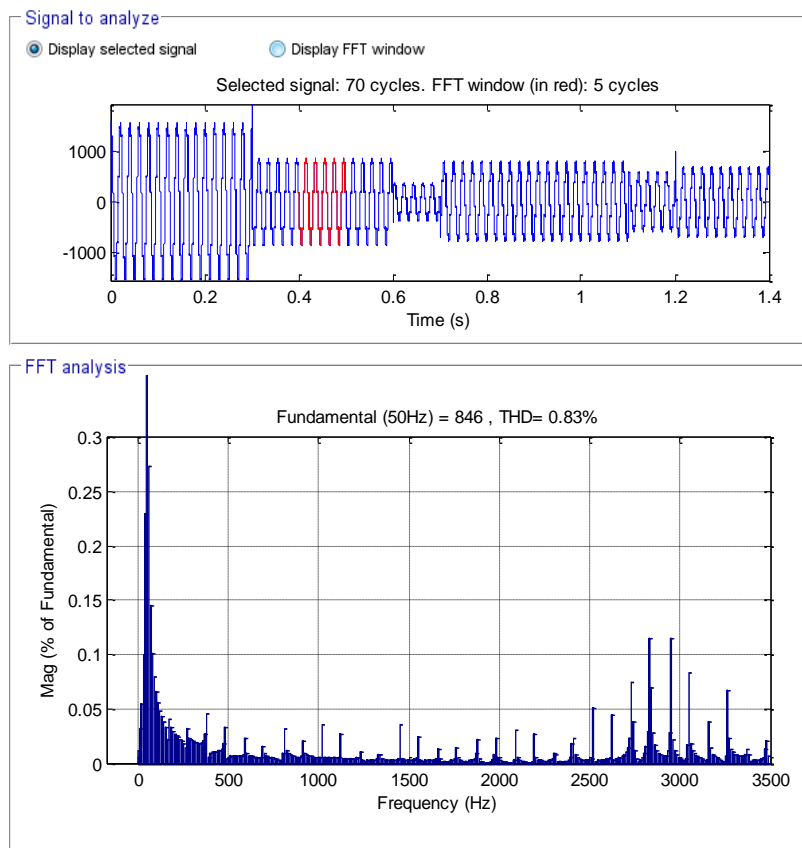 Signal to analyze
Display selected signal Display FFT window
Selected signal: 70 cycles. FFT window (in red): 5 cycles
1000
0
-1000
0 0.2 0.4 0.6 0.8 1 1.2 1.4
Time (s)
FFT analysis
Fundamental (50Hz) = 846 , THD= 0.83%
0.3
0.25
0.2
0.15
0.1
0.05
0
Mag (% of Fundamental)
0 500 1000 1500 2000 2500 3000 3500
Frequency (Hz)